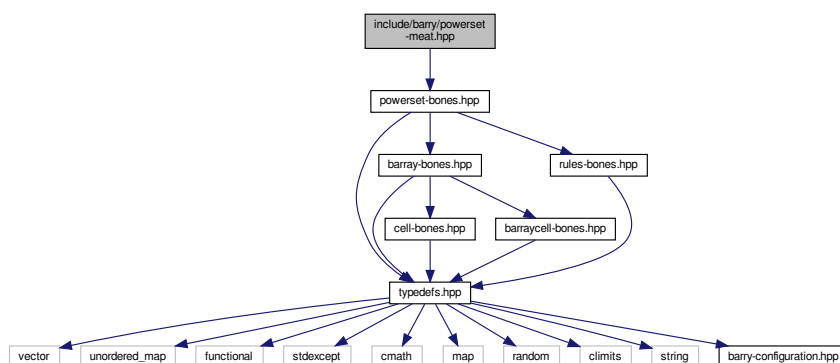 include/barry/powerset
-meat.hpp
powerset-bones.hpp
barray-bones.hpp
rules-bones.hpp
cell-bones.hpp
barraycell-bones.hpp
typedefs.hpp
vector
unordered_map
functional
stdexcept
cmath
map
random
climits
string
barry-configuration.hpp